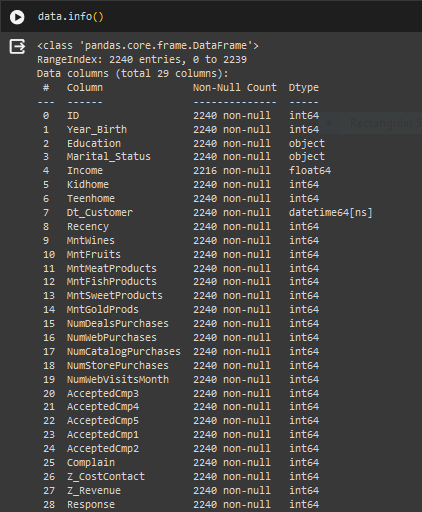 data.info()
<class 'pandas.core.frame.DataFrame'>
RangeIndex: 2240 entries, 0 to 2239
Data columns (total 29 columns):
 #   Column               Non-Null Count  Dtype
---  ------               --------------  -----
 0   ID                   2240 non-null   int64
 1   Year_Birth           2240 non-null   int64
 2   Education            2240 non-null   object
 3   Marital_Status       2240 non-null   object
 4   Income               2216 non-null   float64
 5   Kidhome              2240 non-null   int64
 6   Teenhome             2240 non-null   int64
 7   Dt_Customer          2240 non-null   datetime64[ns]
 8   Recency              2240 non-null   int64
 9   MntWines             2240 non-null   int64
 10  MntFruits            2240 non-null   int64
 11  MntMeatProducts      2240 non-null   int64
 12  MntFishProducts      2240 non-null   int64
 13  MntSweetProducts     2240 non-null   int64
 14  MntGoldProds         2240 non-null   int64
 15  NumDealsPurchases    2240 non-null   int64
 16  NumWebPurchases      2240 non-null   int64
 17  NumCatalogPurchases  2240 non-null   int64
 18  NumStorePurchases    2240 non-null   int64
 19  NumWebVisitsMonth    2240 non-null   int64
 20  AcceptedCmp3         2240 non-null   int64
 21  AcceptedCmp4         2240 non-null   int64
 22  AcceptedCmp5         2240 non-null   int64
 23  AcceptedCmp1         2240 non-null   int64
 24  AcceptedCmp2         2240 non-null   int64
 25  Complain             2240 non-null   int64
 26  Z_CostContact        2240 non-null   int64
 27  Z_Revenue            2240 non-null   int64
 28  Response             2240 non-null   int64